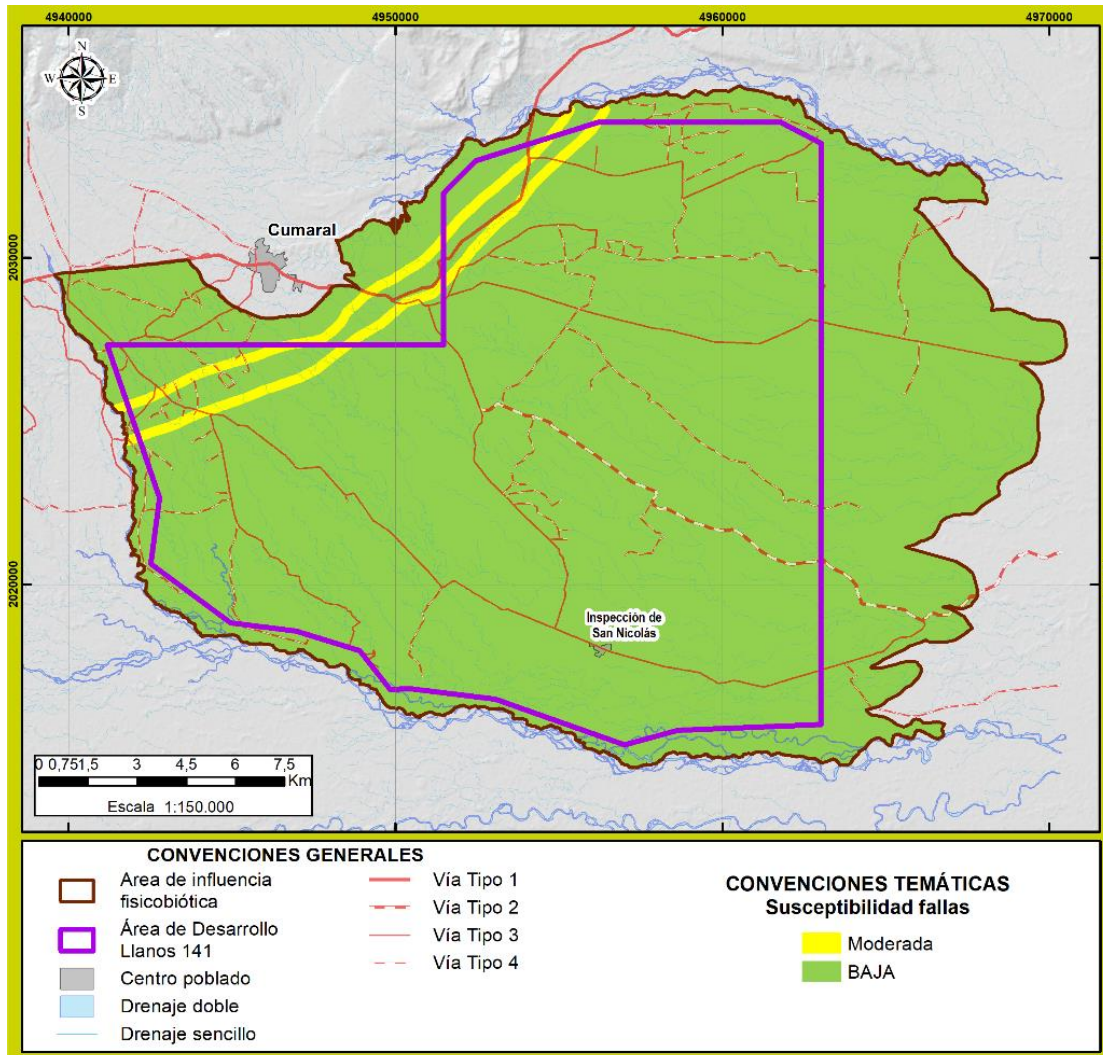 4940000 4950000 4960000 4970000
N
W E
S
Cumaral
2030000
2030000
2020000
2020000
Inspección de
San Nicolás
0 0,751,5 3 4,5 6 7,5
Km
Escala 1:150.000
CONVENCIONES GENERALES
Area de influencia
fisicobiótica
Área de Desarrollo
Llanos 141
Centro poblado
Drenaje doble
Drenaje sencillo
Vía Tipo 1
Vía Tipo 2
Vía Tipo 3
Vía Tipo 4
CONVENCIONES TEMÁTICAS
Susceptibilidad fallas
Moderada
BAJA